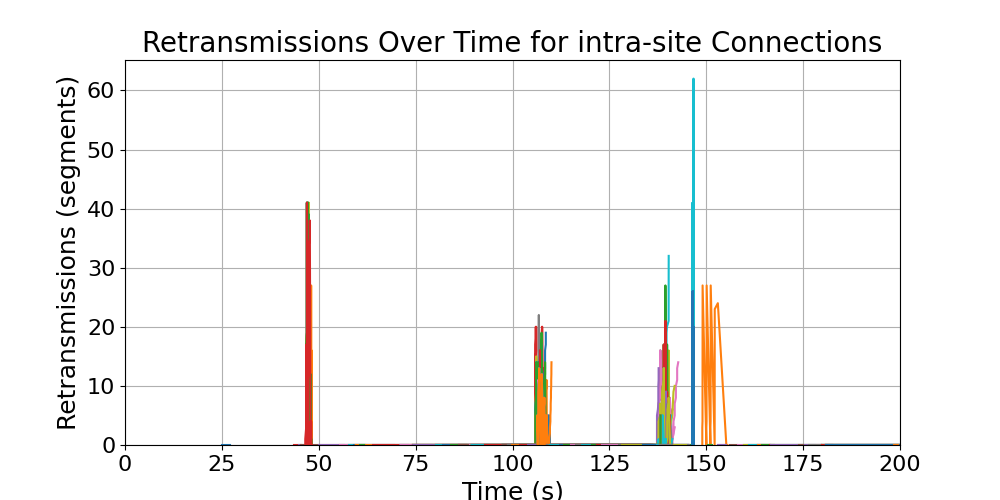 Retransmissions Over Time for intra-site Connections
Retransmissions (segments)
60
50
40
30
20
10
0
0 25 50 75 100 125 150 175 200
Time (s)